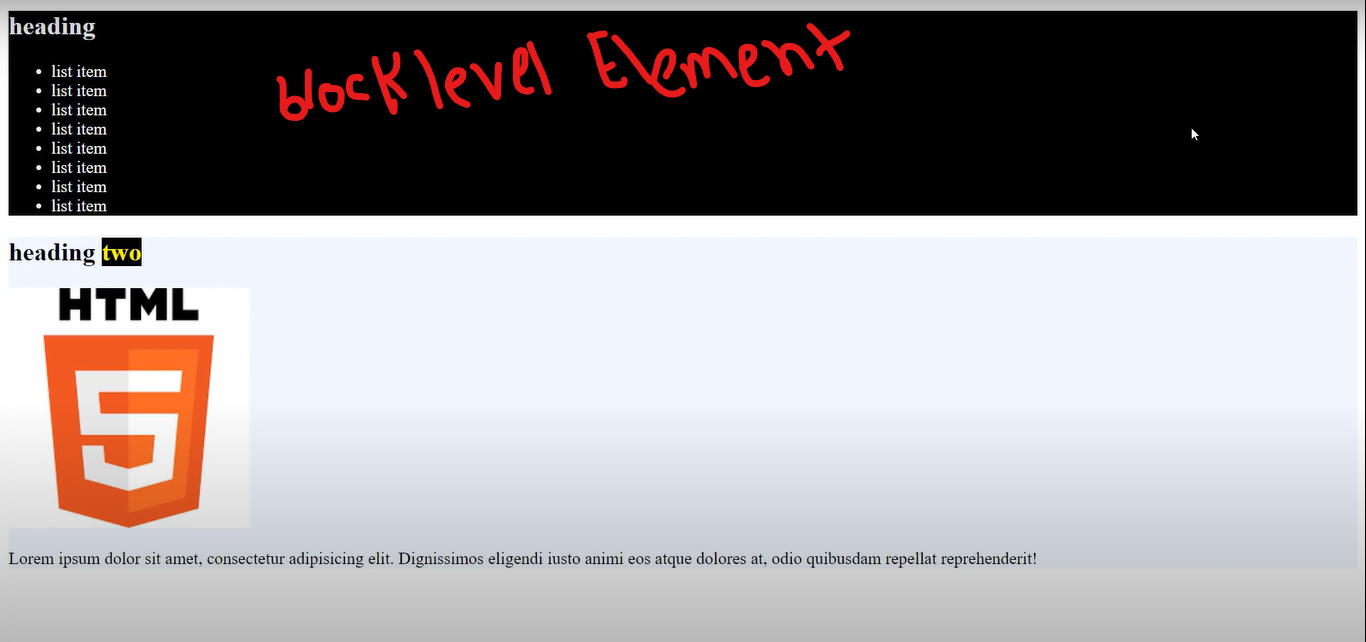 heading
block level Element
list item
list item
list item
list item
list item
list item
list item
list item
heading two
HTML
5
Lorem ipsum dolor sit amet, consectetur adipisicing elit. Dignissimos eligendi iusto animi eos atque dolores at, odio quibusdam repellat reprehenderit!